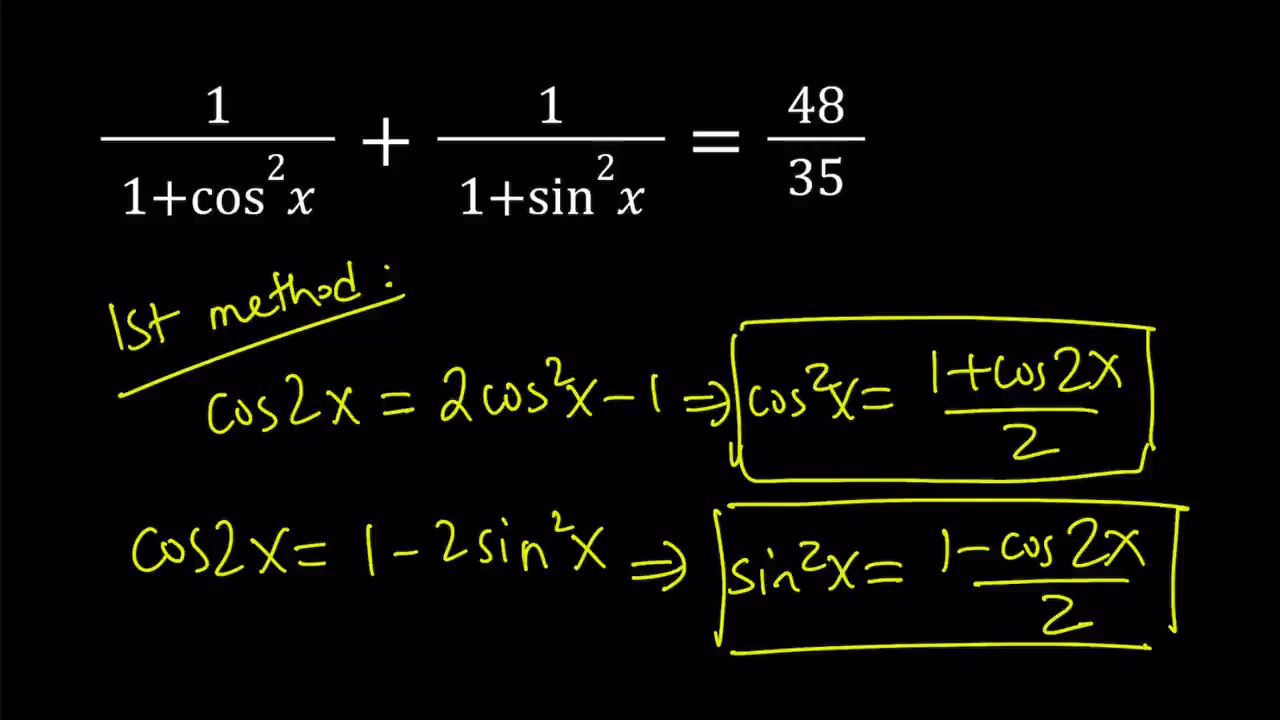 1/(1+cos²x) + 1/(1+sin²x) = 48/35
1st method:
cos2x = 2cos²x - 1 ⇒ cos²x = (1+cos2x)/2
cos2x = 1 - 2sin²x ⇒ sin²x = (1-cos2x)/2